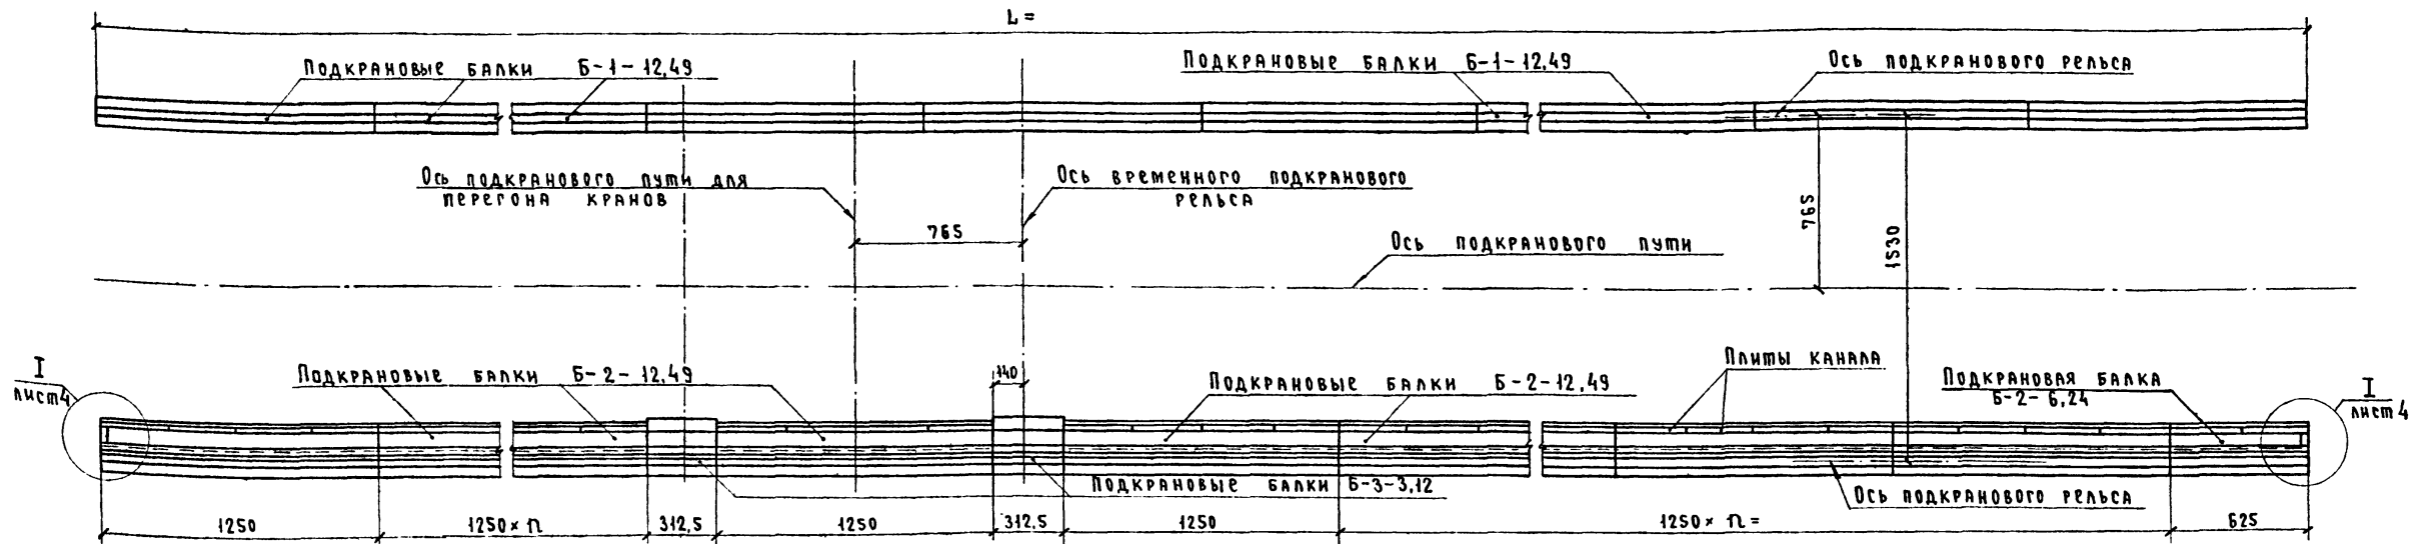 L =
Подкрановые балки Б-1-12,49
Подкрановые балки Б-1-12,49
Ось подкранового рельса
Ось подкранового пути для
перегона кранов
Ось временного подкранового
рельса
765
765
1530
Ось подкранового пути
I
лист4
Подкрановые балки Б-2-12,49
140
Подкрановые балки Б-2-12,49
Плиты канала
Подкрановая балка
Б-2-6,24
I
лист 4
Подкрановые балки Б-3-3,12
Ось подкранового рельса
1250
1250×n
312,5
1250
312,5
1250
1250× n =
625